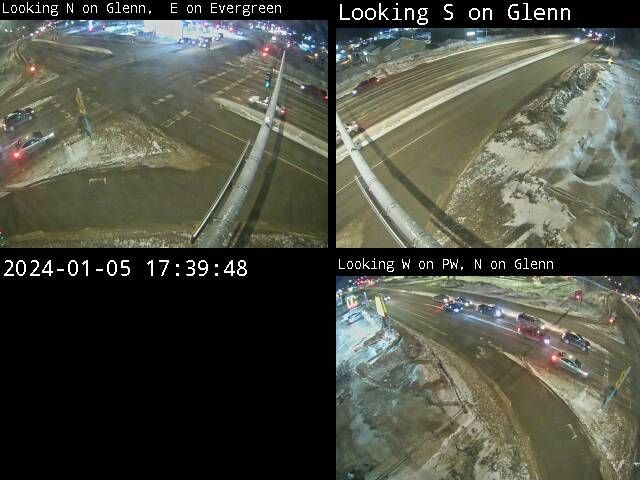 Looking N on Glenn, E on Evergreen
Looking S on Glenn
2024-01-05 17:39:48
Looking W on PW, N on Glenn